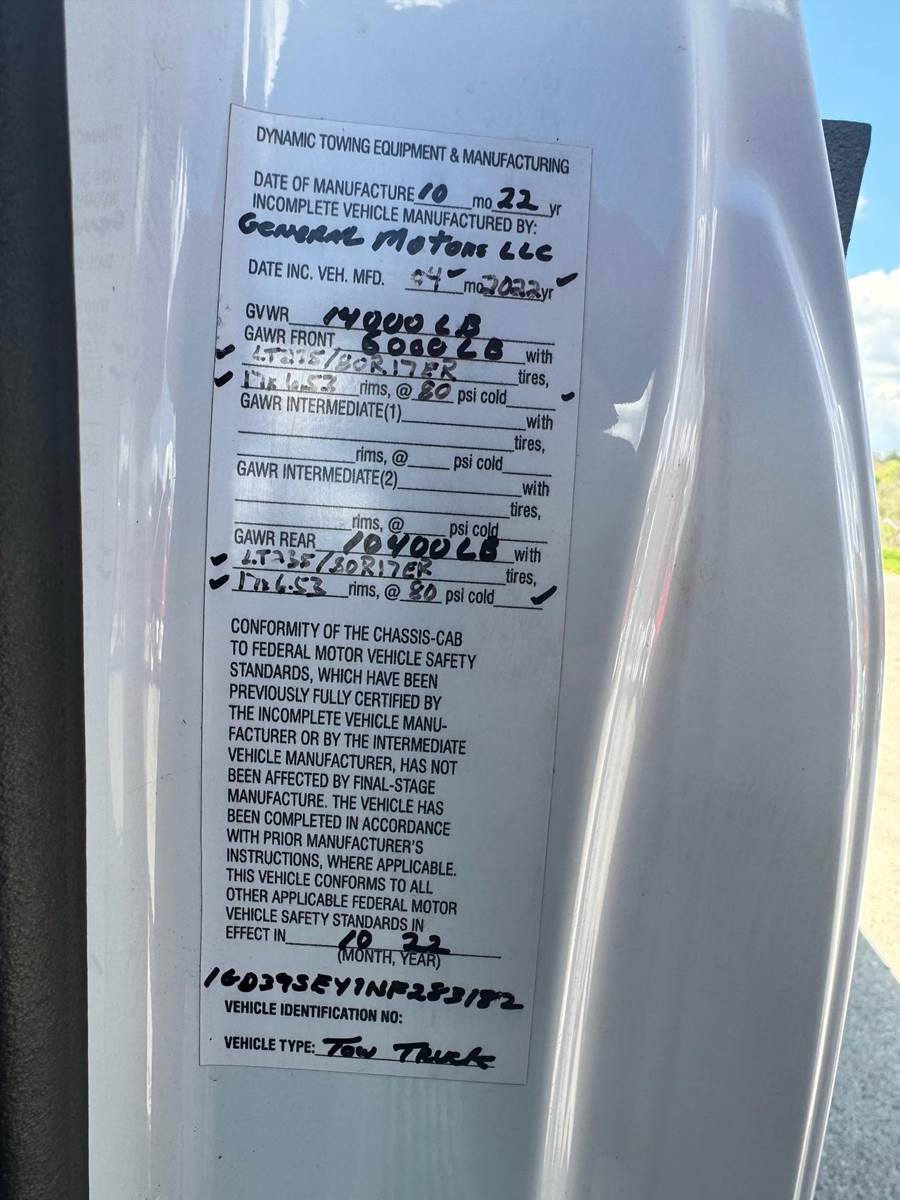 DYNAMIC TOWING EQUIPMENT & MANUFACTURING
DATE OF MANUFACTURE 10 mo 22 yr
INCOMPLETE VEHICLE MANUFACTURED BY:
GENERAL MOTORS LLC
DATE INC. VEH. MFD. 04 mo 2022 yr
GVWR 14000 LB
GAWR FRONT 6000 LB with
LT235/80R17ER tires,
17x6.53 rims, @ 80 psi cold
GAWR INTERMEDIATE(1) with
tires,
rims, @ psi cold
GAWR INTERMEDIATE(2) with
tires,
rims, @ psi cold
GAWR REAR 10400 LB with
LT235/80R17ER tires,
17x6.53 rims, @ 80 psi cold
CONFORMITY OF THE CHASSIS-CAB
TO FEDERAL MOTOR VEHICLE SAFETY
STANDARDS, WHICH HAVE BEEN
PREVIOUSLY FULLY CERTIFIED BY
THE INCOMPLETE VEHICLE MANU-
FACTURER OR BY THE INTERMEDIATE
VEHICLE MANUFACTURER, HAS NOT
BEEN AFFECTED BY FINAL-STAGE
MANUFACTURE. THE VEHICLE HAS
BEEN COMPLETED IN ACCORDANCE
WITH PRIOR MANUFACTURER'S
INSTRUCTIONS, WHERE APPLICABLE.
THIS VEHICLE CONFORMS TO ALL
OTHER APPLICABLE FEDERAL MOTOR
VEHICLE SAFETY STANDARDS IN
EFFECT IN 10 22
(MONTH, YEAR)
1GD39SEY1NF283182
VEHICLE IDENTIFICATION NO:
VEHICLE TYPE: TOW TRUCK